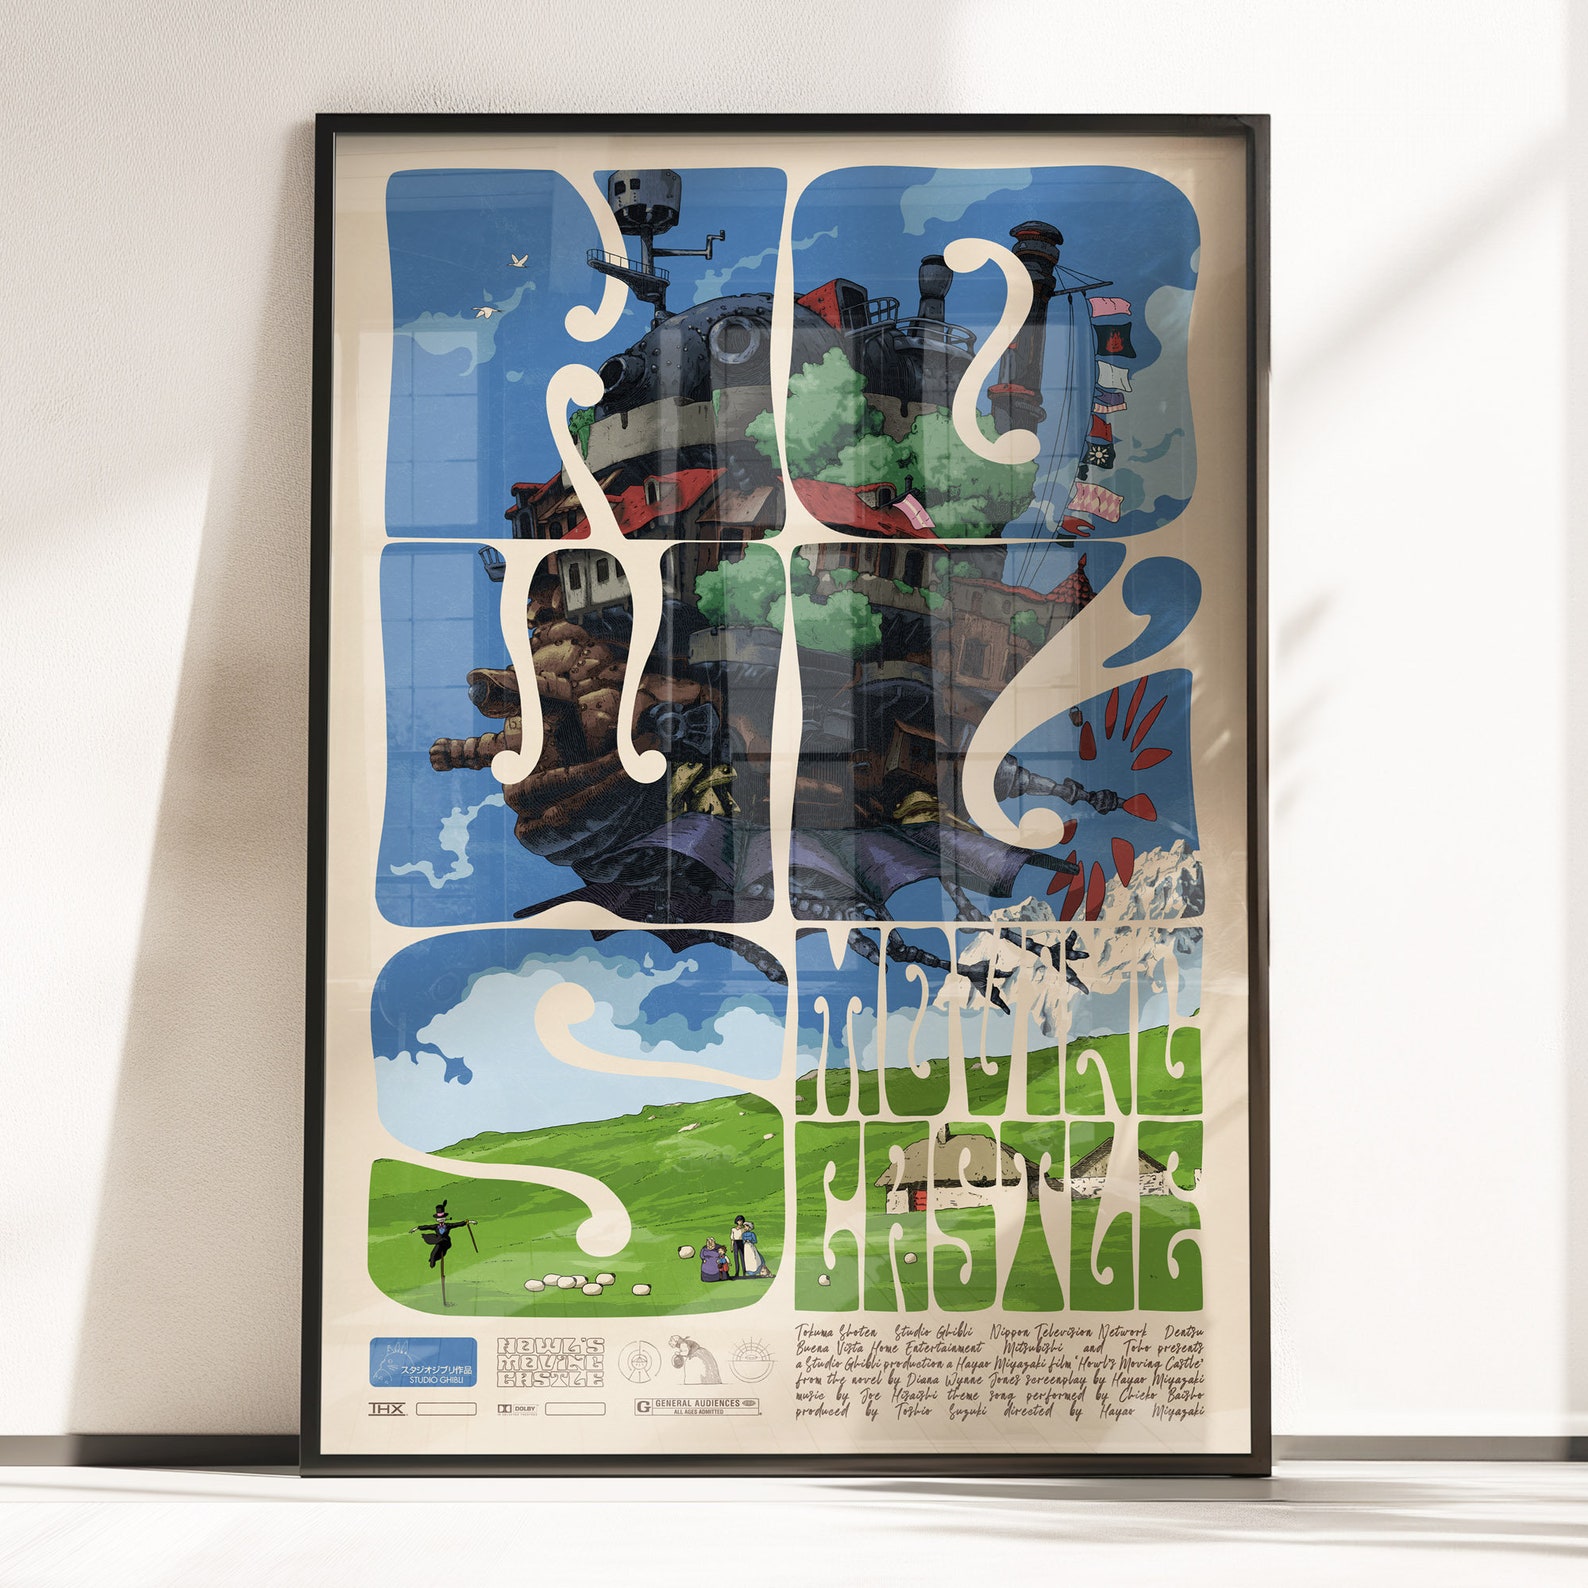 HO
WL'
S
MOVING
CASTLE
スタジオジブリ作品
STUDIO GHIBLI
HOWL'S
MOVING
CASTLE
THX
DOLBY
G GENERAL AUDIENCES
ALL AGES ADMITTED
Tokuma Shoten Studio Ghibli Nippon Television Network Dentsu
Buena Vista Home Entertainment Mitsubishi and Toho presents
a Studio Ghibli production a Hayao Miyazaki film 'Howl's Moving Castle'
from the novel by Diana Wynne Jones screenplay by Hayao Miyazaki
music by Joe Hisaishi theme song performed by Chieko Baisho
produced by Toshio Suzuki directed by Hayao Miyazaki